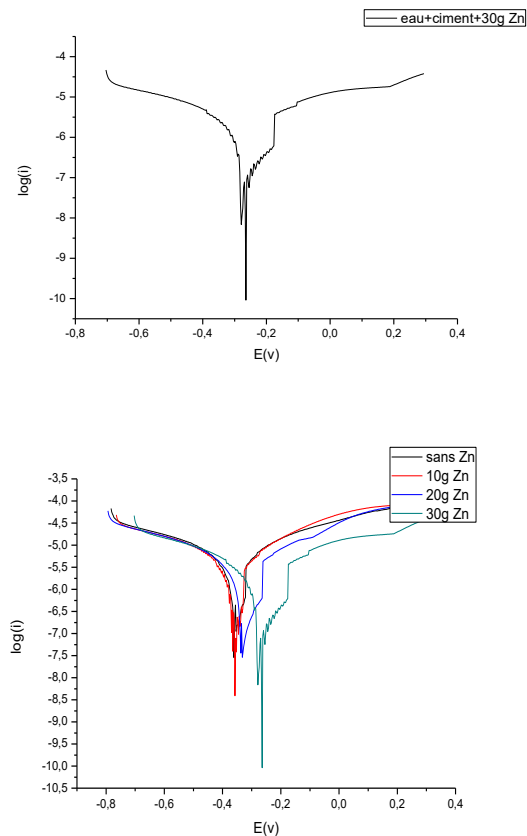 eau+ciment+30g Zn
-4
-5
-6
-7
-8
-9
-10
log(i)
-0,8 -0,6 -0,4 -0,2 0,0 0,2 0,4
E(v)
sans Zn
10g Zn
20g Zn
30g Zn
-3,5
-4,0
-4,5
-5,0
-5,5
-6,0
-6,5
-7,0
-7,5
-8,0
-8,5
-9,0
-9,5
-10,0
-10,5
log(i)
-0,8 -0,6 -0,4 -0,2 0,0 0,2 0,4
E(v)